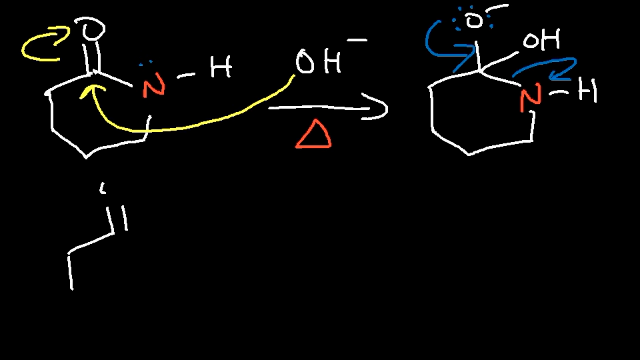 O O⁻
OH
N - H OH⁻ N - H
Δ